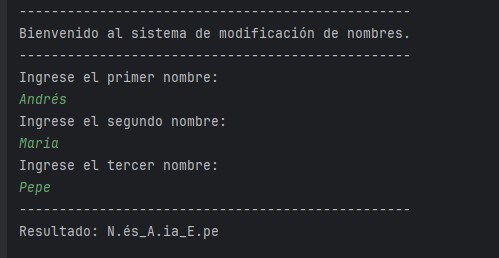 -------------------------------------------------
Bienvenido al sistema de modificación de nombres.
-------------------------------------------------
Ingrese el primer nombre:
Andrés
Ingrese el segundo nombre:
Maria
Ingrese el tercer nombre:
Pepe
-------------------------------------------------
Resultado: N.és_A.ia_E.pe